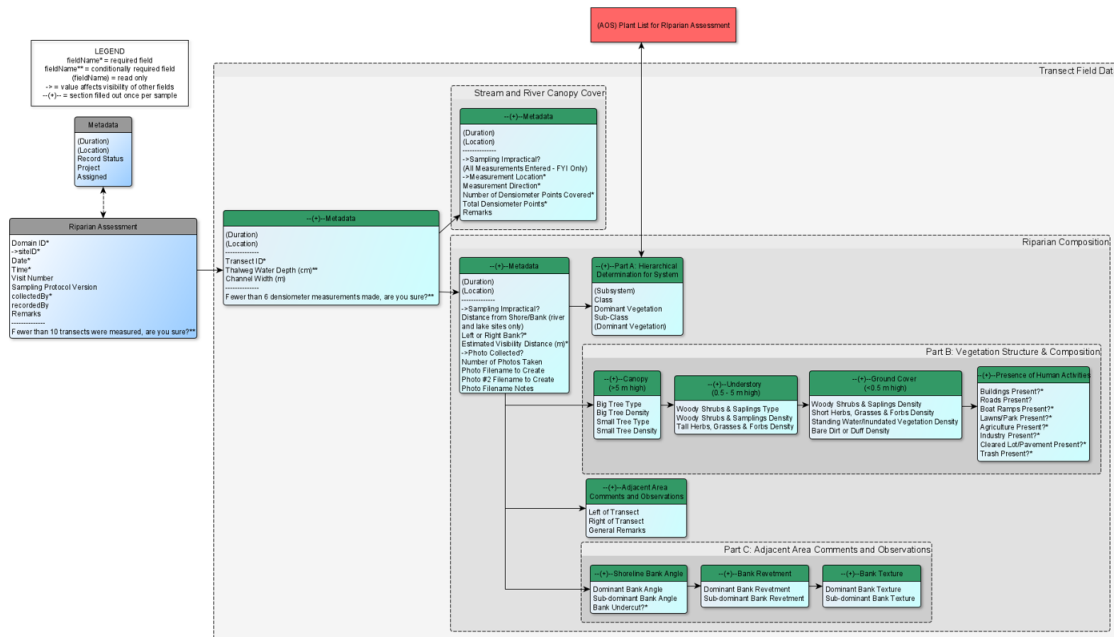 (AOS) Plant List for Riparian Assessment
LEGEND
fieldName* = required field
fieldName** = conditionally required field
(fieldName) = read only
-> = value affects visibility of other fields
--(+)-- = section filled out once per sample
Transect Field Dat
Metadata
(Duration)
(Location)
Record Status
Project
Assigned
Riparian Assessment
Domain ID*
->siteID*
Date*
Time*
Visit Number
Sampling Protocol Version
collectedBy*
recordedBy
Remarks
--------------
Fewer than 10 transects were measured, are you sure?**
--(+)--Metadata
(Duration)
(Location)
--------------
Transect ID*
Thalweg Water Depth (cm)**
Channel Width (m)
--------------
Fewer than 6 densiometer measurements made, are you sure?**
Stream and River Canopy Cover
--(+)--Metadata
(Duration)
(Location)
--------------
->Sampling Impractical?
(All Measurements Entered - FYI Only)
->Measurement Location*
Measurement Direction*
Number of Densiometer Points Covered*
Total Densiometer Points*
Remarks
Riparian Composition
--(+)--Metadata
(Duration)
(Location)
--------------
->Sampling Impractical?
Distance from Shore/Bank (river
and lake sites only)
Left or Right Bank?*
Estimated Visibility Distance (m)*
->Photo Collected?
Number of Photos Taken
Photo Filename to Create
Photo #2 Filename to Create
Photo Filename Notes
--(+)--Part A: Hierarchical
Determination for System
(Subsystem)
Class
Dominant Vegetation
Sub-Class
(Dominant Vegetation)
Part B: Vegetation Structure & Composition
--(+)--Canopy
(>5 m high)
Big Tree Type
Big Tree Density
Small Tree Type
Small Tree Density
--(+)--Understory
(0.5 - 5 m high)
Woody Shrubs & Saplings Type
Woody Shrubs & Samplings Density
Tall Herbs, Grasses & Forbs Density
--(+)--Ground Cover
(<0.5 m high)
Woody Shrubs & Saplings Density
Short Herbs, Grasses & Forbs Density
Standing Water/Inundated Vegetation Density
Bare Dirt or Duff Density
--(+)--Presence of Human Activities
Buildings Present?*
Roads Present?
Boat Ramps Present?*
Lawns/Park Present?*
Agriculture Present?*
Industry Present?*
Cleared Lot/Pavement Present?*
Trash Present?*
--(+)--Adjacent Area
Comments and Observations
Left of Transect
Right of Transect
General Remarks
Part C: Adjacent Area Comments and Observations
--(+)--Shoreline Bank Angle
Dominant Bank Angle
Sub-dominant Bank Angle
Bank Undercut?*
--(+)--Bank Revetment
Dominant Bank Revetment
Sub-dominant Bank Revetment
--(+)--Bank Texture
Dominant Bank Texture
Sub-dominant Bank Texture